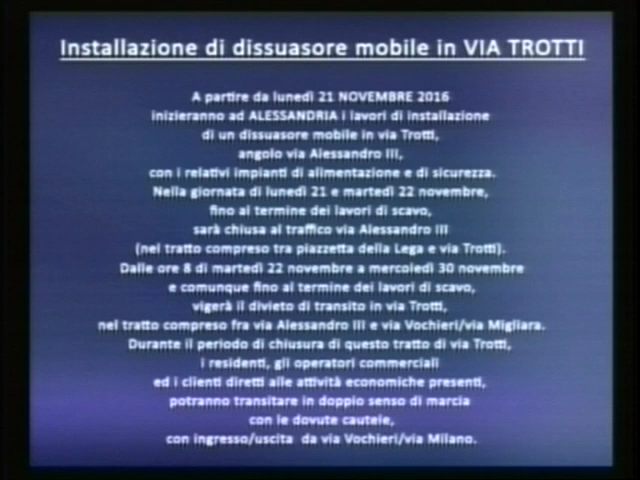 Installazione di dissuasore mobile in VIA TROTTI
A partire da lunedì 21 NOVEMBRE 2016
inizieranno ad ALESSANDRIA i lavori di installazione
di un dissuasore mobile in via Trotti,
angolo via Alessandro III,
con i relativi impianti di alimentazione e di sicurezza.
Nella giornata di lunedì 21 e martedì 22 novembre,
fino al termine dei lavori di scavo,
sarà chiusa al traffico via Alessandro III
(nel tratto compreso tra piazzetta della Lega e via Trotti).
Dalle ore 8 di martedì 22 novembre a mercoledì 30 novembre
e comunque fino al termine dei lavori di scavo,
vigerà il divieto di transito in via Trotti,
nel tratto compreso fra via Alessandro III e via Vochieri/via Migliara.
Durante il periodo di chiusura di questo tratto di via Trotti,
i residenti, gli operatori commerciali
ed i clienti diretti alle attività economiche presenti,
potranno transitare in doppio senso di marcia
con le dovute cautele,
con ingresso/uscita da via Vochieri/via Milano.